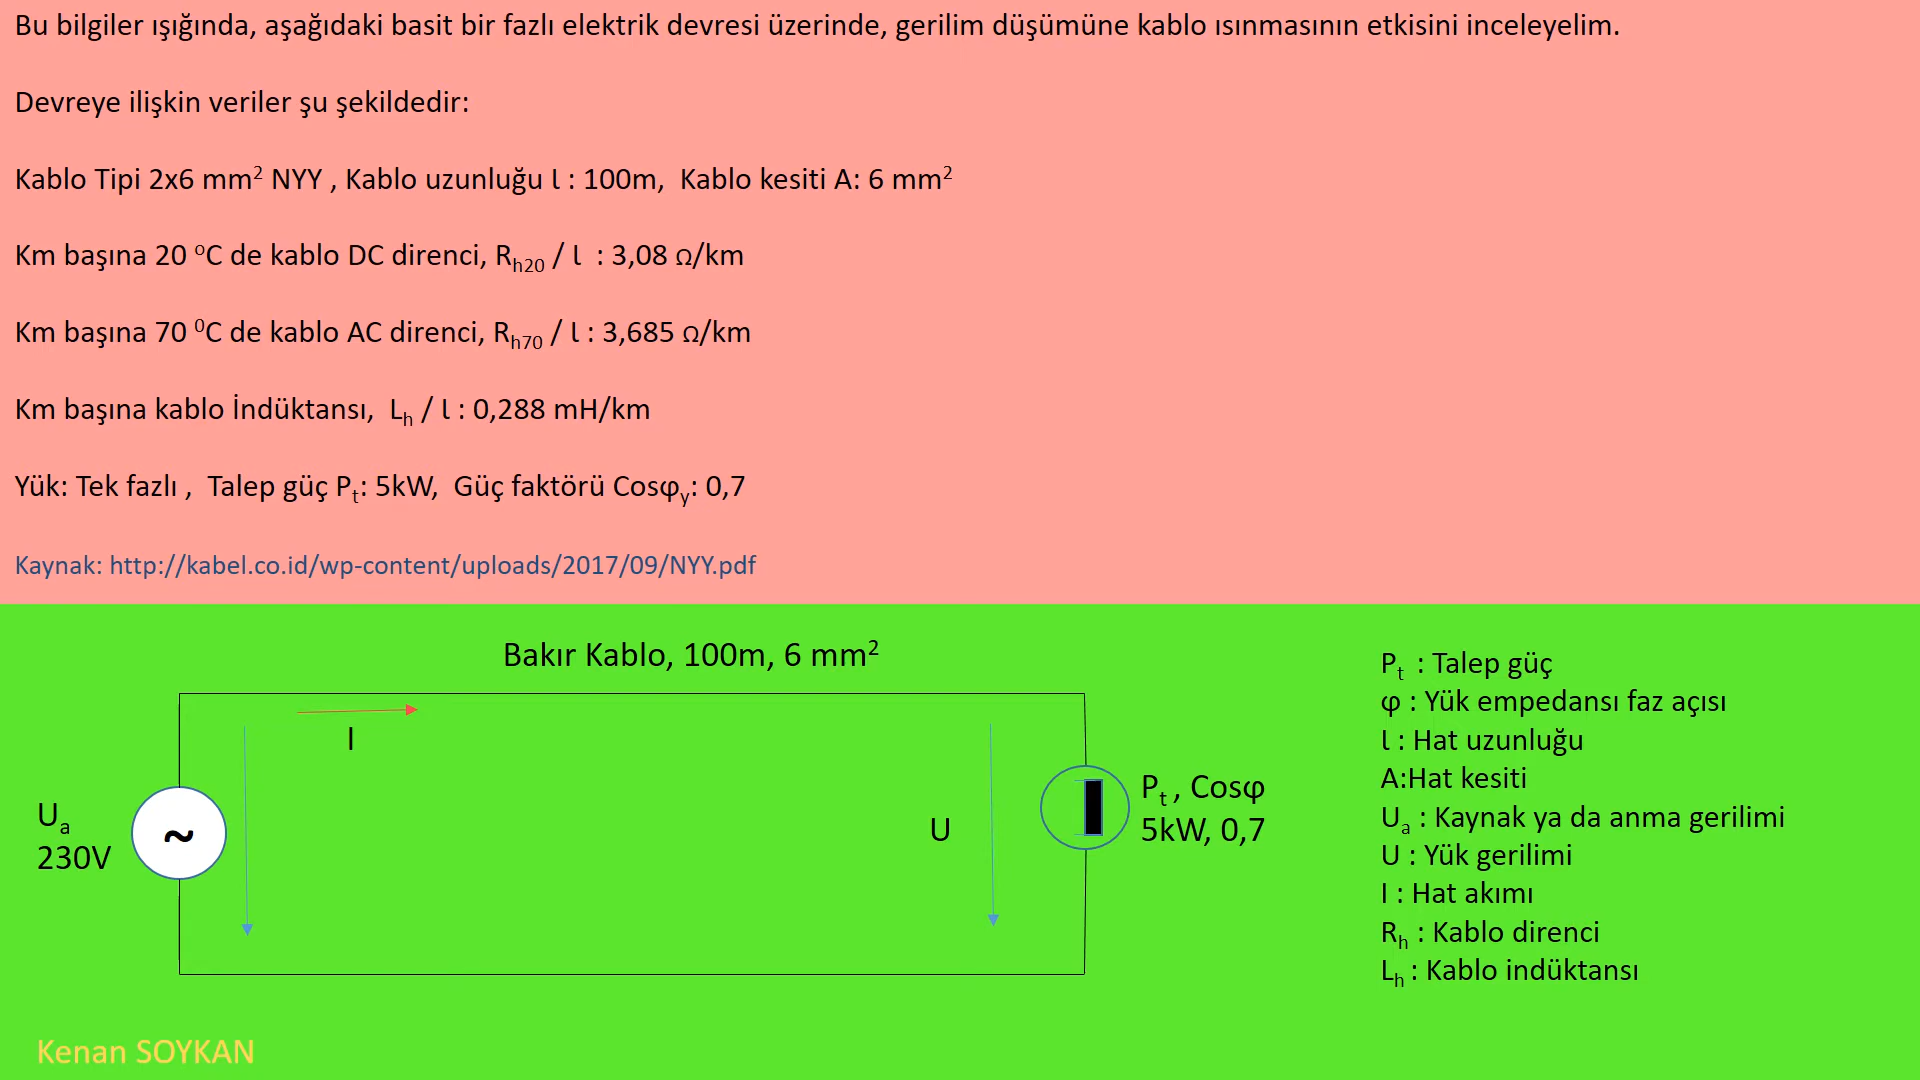 Bu bilgiler ışığında, aşağıdaki basit bir fazlı elektrik devresi üzerinde, gerilim düşümüne kablo ısınmasının etkisini inceleyelim.
Devreye ilişkin veriler şu şekildedir:
Kablo Tipi 2x6 mm² NYY , Kablo uzunluğu l : 100m, Kablo kesiti A: 6 mm²
Km başına 20 ᴼC de kablo DC direnci, Rh20 / l : 3,08 Ω/km
Km başına 70 ⁰C de kablo AC direnci, Rh70 / l : 3,685 Ω/km
Km başına kablo İndüktansı, Lh / l : 0,288 mH/km
Yük: Tek fazlı , Talep güç Pt: 5kW, Güç faktörü Cosφy: 0,7
Kaynak: http://kabel.co.id/wp-content/uploads/2017/09/NYY.pdf
Bakır Kablo, 100m, 6 mm²
I
Ua
230V
~
U
Pt , Cosφ
5kW, 0,7
Pt : Talep güç
φ : Yük empedansı faz açısı
l : Hat uzunluğu
A:Hat kesiti
Ua : Kaynak ya da anma gerilimi
U : Yük gerilimi
I : Hat akımı
Rh : Kablo direnci
Lh : Kablo indüktansı
Kenan SOYKAN